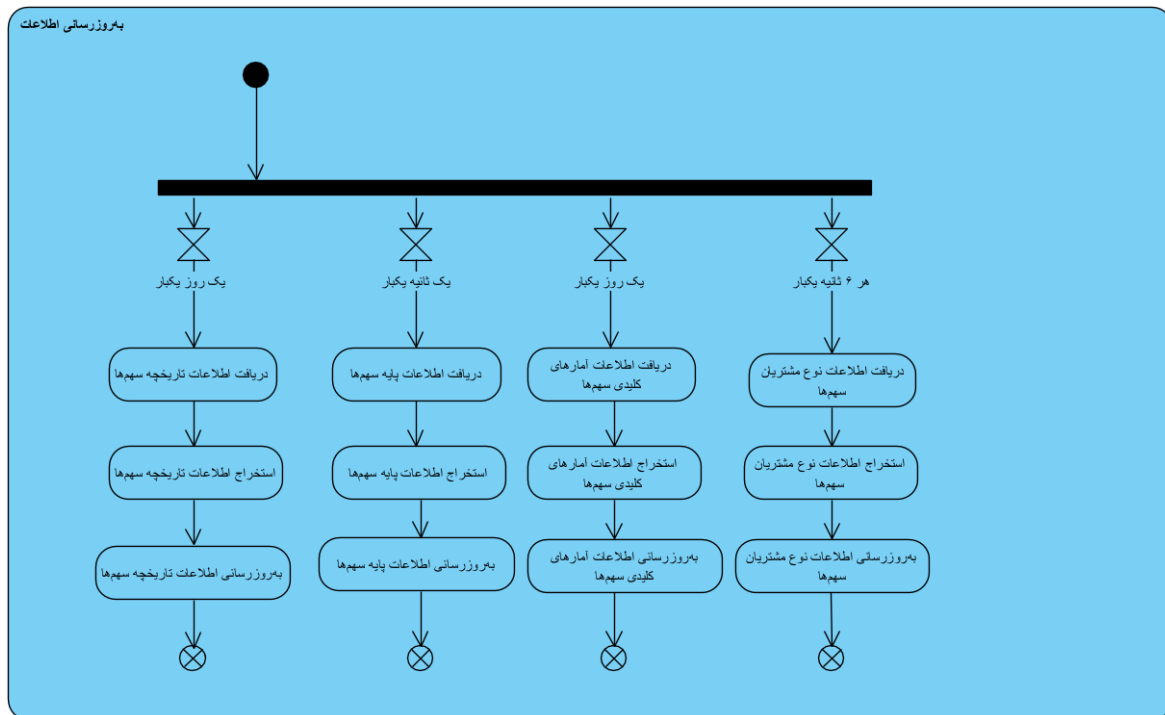 به‌روزرسانی اطلاعات
یک روز یکبار
یک ثانیه یکبار
یک روز یکبار
هر ۶ ثانیه یکبار
دریافت اطلاعات تاریخچه سهم‌ها
دریافت اطلاعات پایه سهم‌ها
دریافت اطلاعات آمارهای
کلیدی سهم‌ها
دریافت اطلاعات نوع مشتریان
سهم‌ها
استخراج اطلاعات تاریخچه سهم‌ها
استخراج اطلاعات پایه سهم‌ها
استخراج اطلاعات آمارهای
کلیدی سهم‌ها
استخراج اطلاعات نوع مشتریان
سهم‌ها
به‌روزرسانی اطلاعات تاریخچه سهم‌ها
به‌روزرسانی اطلاعات پایه سهم‌ها
به‌روزرسانی اطلاعات آمارهای
کلیدی سهم‌ها
به‌روزرسانی اطلاعات نوع مشتریان
سهم‌ها